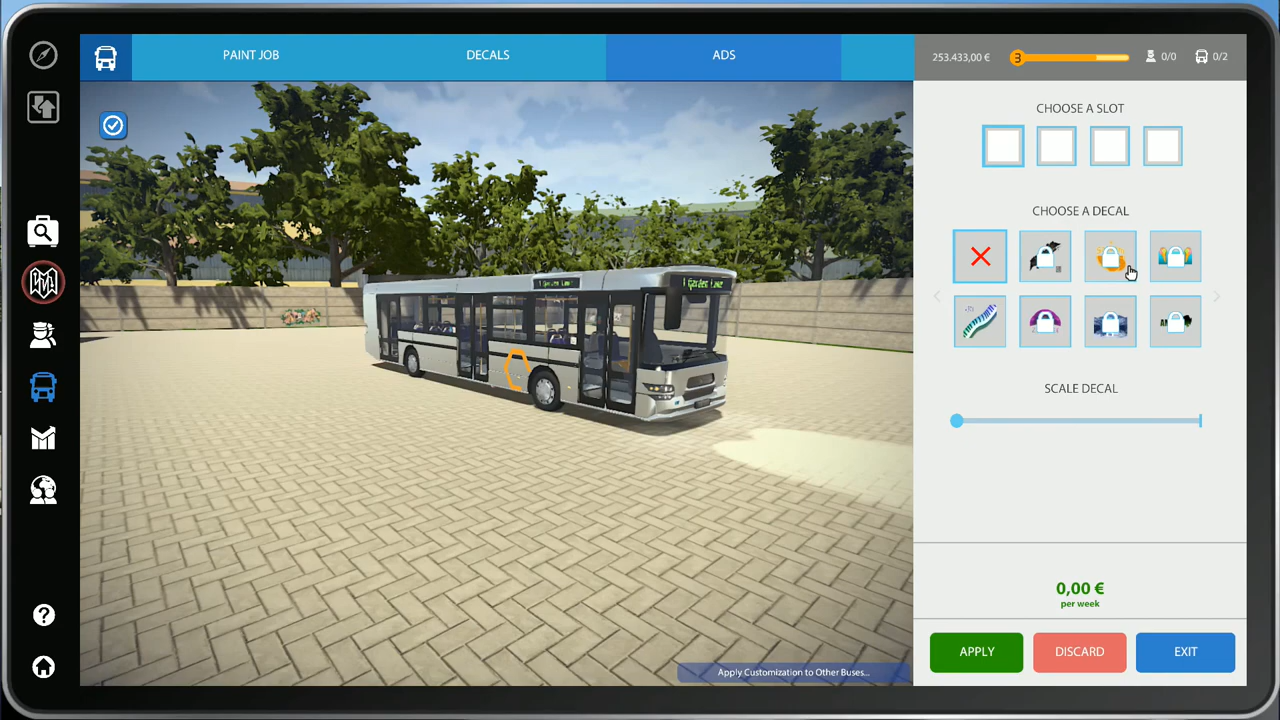 PAINT JOB
DECALS
ADS
253.433,00 €
3
0/0
0/2
CHOOSE A SLOT
CHOOSE A DECAL
SCALE DECAL
0,00 €
per week
APPLY
DISCARD
EXIT
Apply Customization to Other Buses...